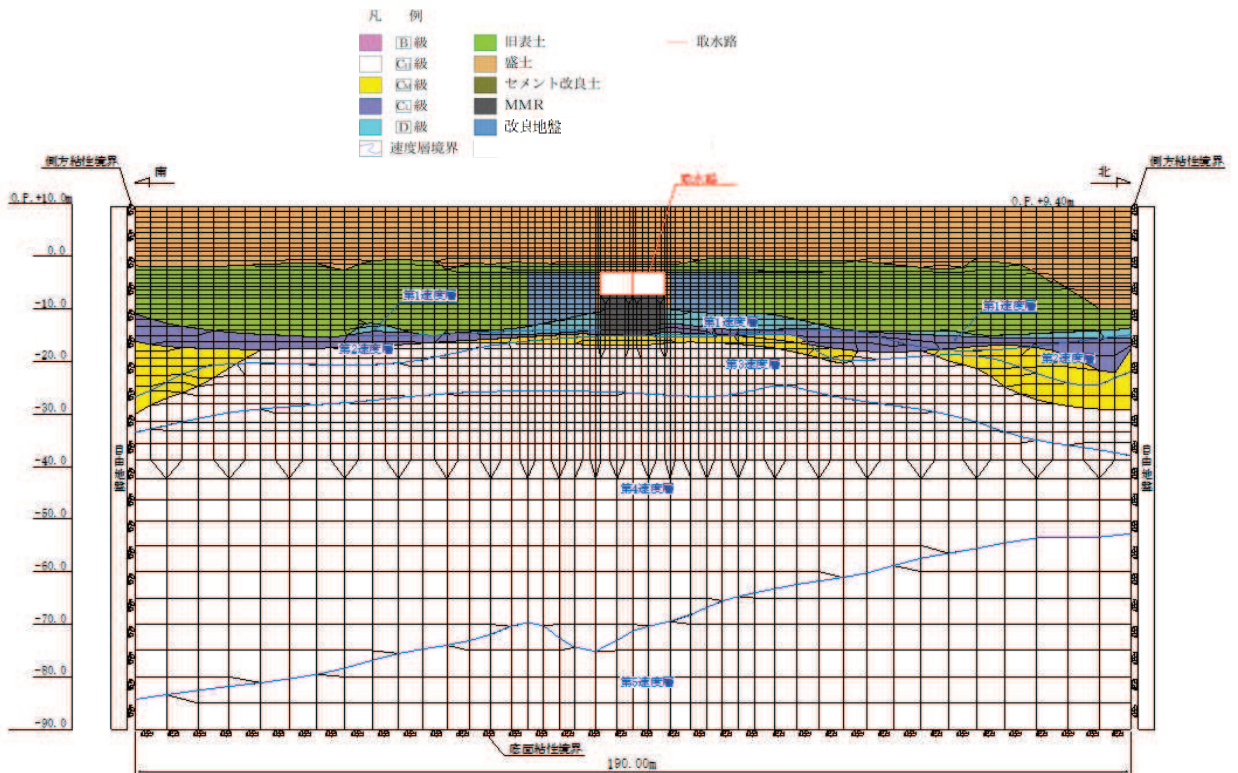 凡 例
B級
CH級
CM級
CL級
D級
速度層境界
旧表土
盛土
セメント改良土
MMR
改良地盤
取水路
側方粘性境界
南
取水路
北
側方粘性境界
O.P.+10.0m
O.P.+9.40m
0.0
-10.0
-20.0
-30.0
-40.0
-50.0
-60.0
-70.0
-80.0
-90.0
第1速度層
第1速度層
第1速度層
第2速度層
第3速度層
第2速度層
第4速度層
第5速度層
底面粘性境界
190.00m